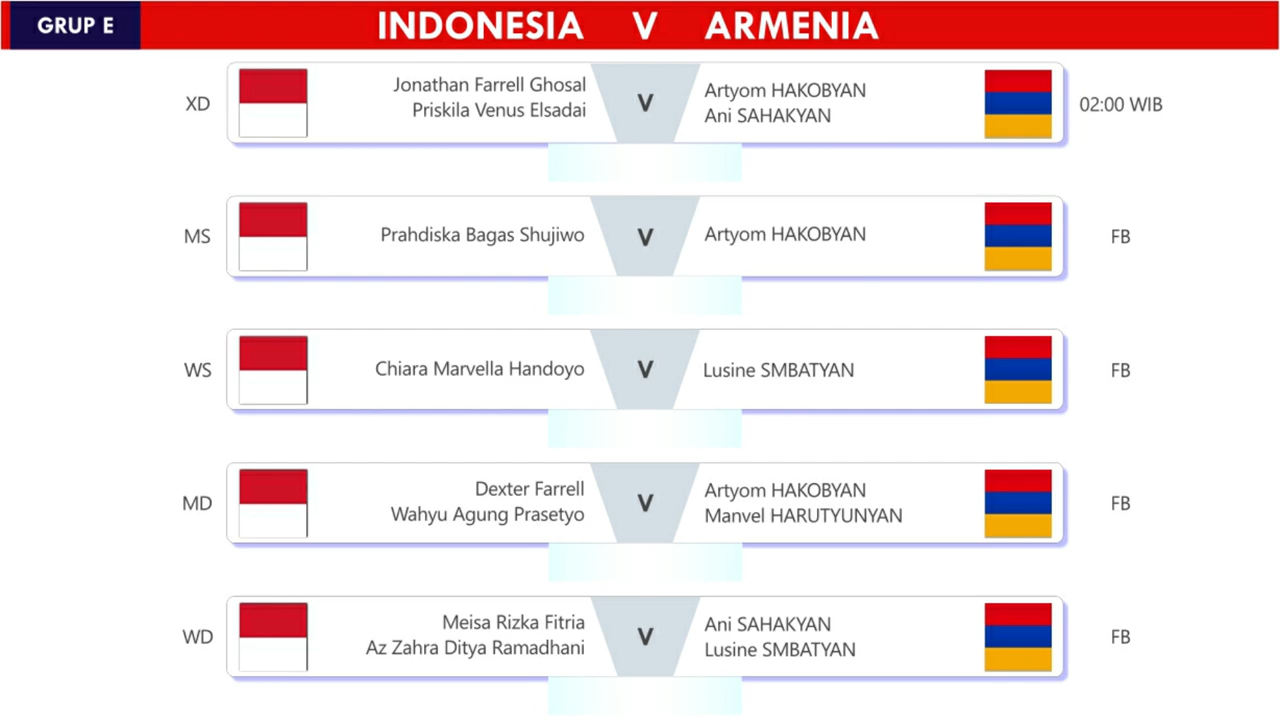 GRUP E
INDONESIA V ARMENIA
XD
Jonathan Farrell Ghosal
Priskila Venus Elsadai
V
Artyom HAKOBYAN
Ani SAHAKYAN
02:00 WIB
MS
Prahdiska Bagas Shujiwo
V
Artyom HAKOBYAN
FB
WS
Chiara Marvella Handoyo
V
Lusine SMBATYAN
FB
MD
Dexter Farrell
Wahyu Agung Prasetyo
V
Artyom HAKOBYAN
Manvel HARUTYUNYAN
FB
WD
Meisa Rizka Fitria
Az Zahra Ditya Ramadhani
V
Ani SAHAKYAN
Lusine SMBATYAN
FB